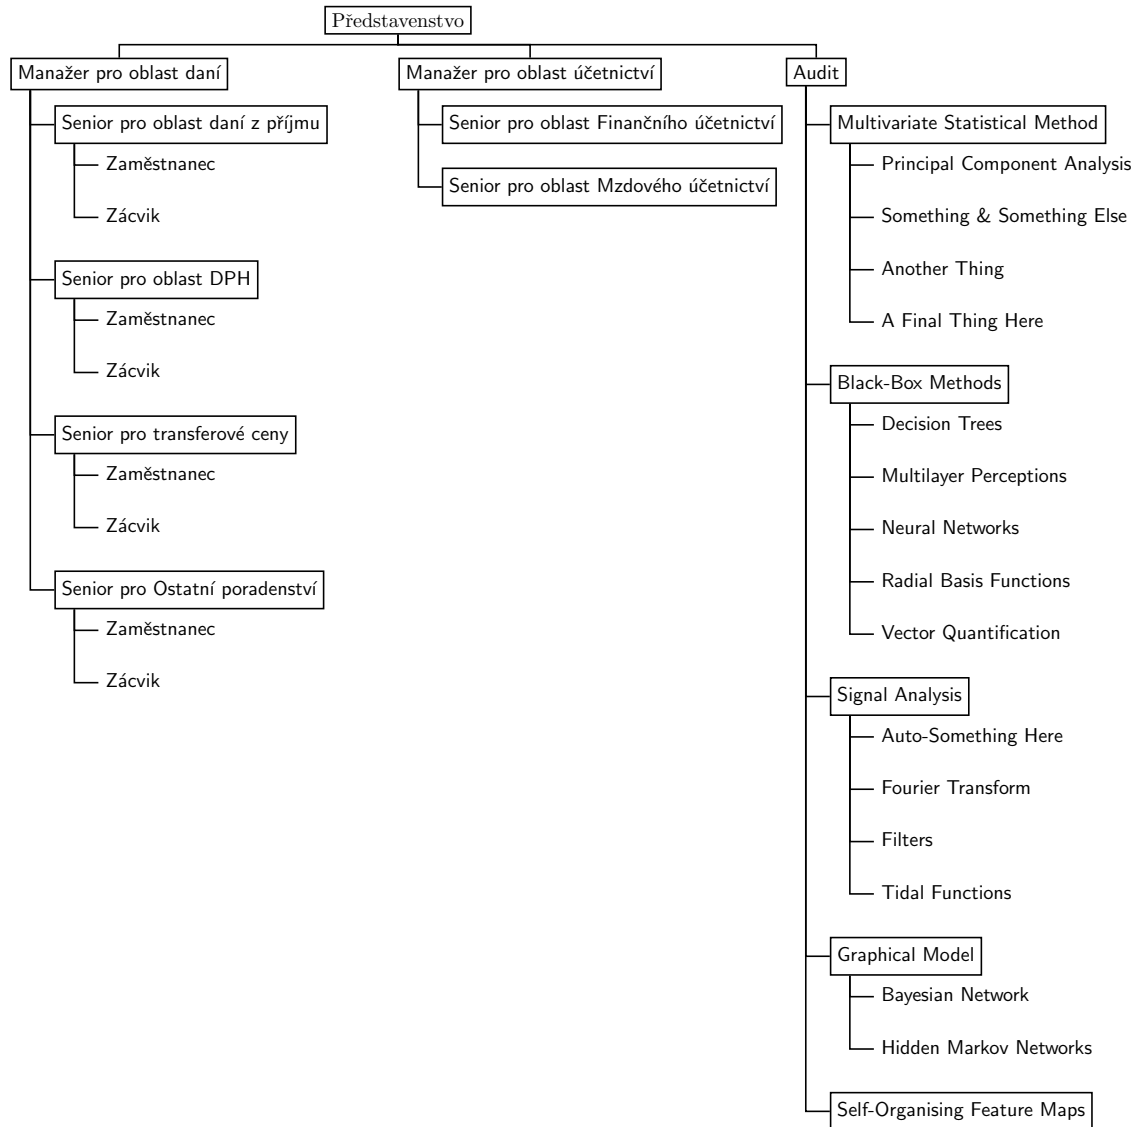 Představenstvo
Manažer pro oblast daní
Senior pro oblast daní z příjmu
Zaměstnanec
Zácvik
Senior pro oblast DPH
Zaměstnanec
Zácvik
Senior pro transferové ceny
Zaměstnanec
Zácvik
Senior pro Ostatní poradenství
Zaměstnanec
Zácvik
Manažer pro oblast účetnictví
Senior pro oblast Finančního účetnictví
Senior pro oblast Mzdového účetnictví
Audit
Multivariate Statistical Method
Principal Component Analysis
Something & Something Else
Another Thing
A Final Thing Here
Black-Box Methods
Decision Trees
Multilayer Perceptions
Neural Networks
Radial Basis Functions
Vector Quantification
Signal Analysis
Auto-Something Here
Fourier Transform
Filters
Tidal Functions
Graphical Model
Bayesian Network
Hidden Markov Networks
Self-Organising Feature Maps